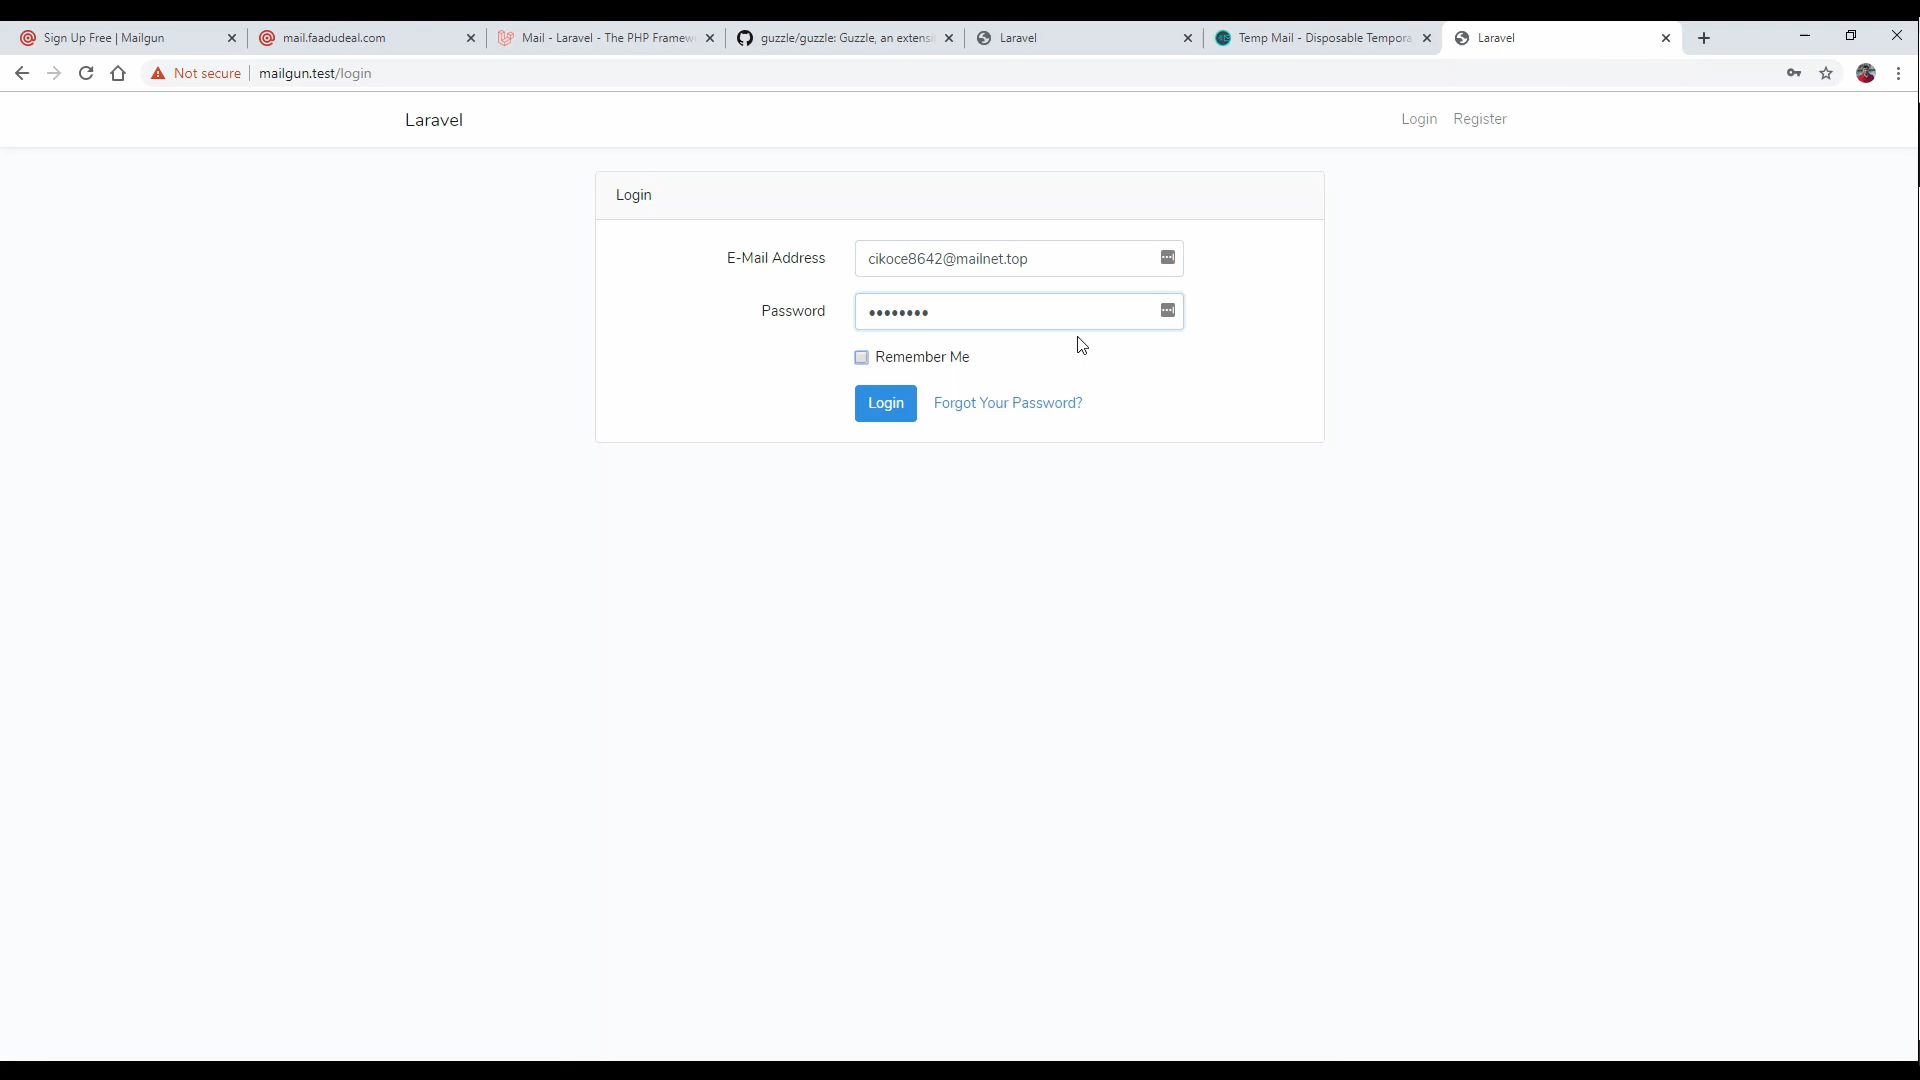 Sign Up Free | Mailgun
mail.faadudeal.com
Mail - Laravel - The PHP Framew
guzzle/guzzle: Guzzle, an extensi
Laravel
Temp Mail - Disposable Tempora
Laravel
Not secure
mailgun.test/login
Laravel
Login
Register
Login
E-Mail Address
cikoce8642@mailnet.top
Password
Remember Me
Login
Forgot Your Password?